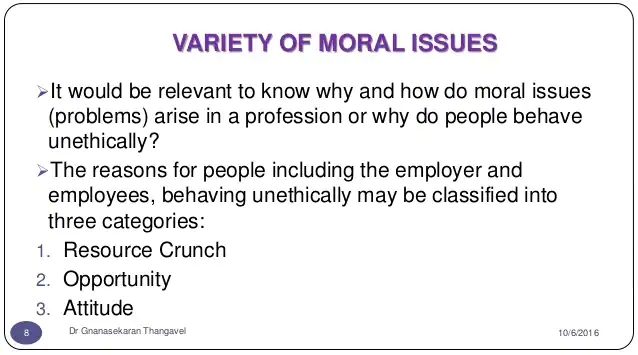 VARIETY OF MORAL ISSUES
➢It would be relevant to know why and how do moral issues
(problems) arise in a profession or why do people behave
unethically?
➢The reasons for people including the employer and
employees, behaving unethically may be classified into
three categories:
1. Resource Crunch
2. Opportunity
3. Attitude
8 Dr Gnanasekaran Thangavel 10/6/2016